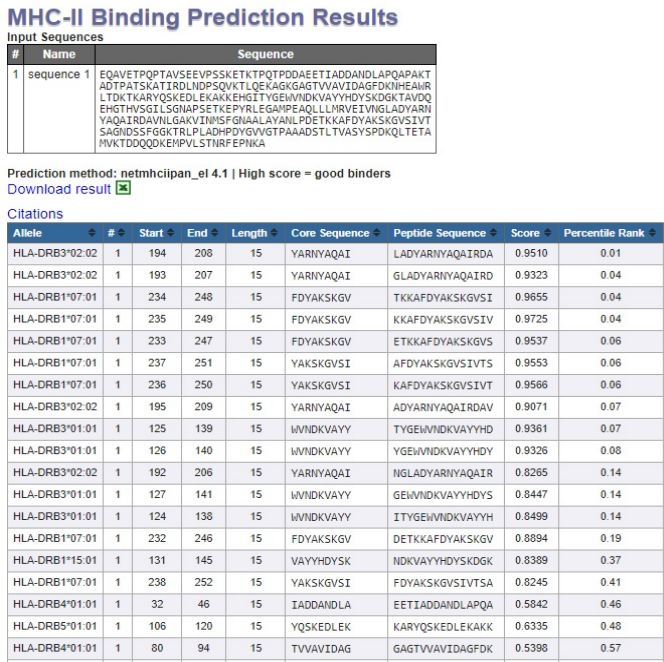 MHC-II Binding Prediction Results
Input Sequences
# Name Sequence
1 sequence 1 EQAVETPQPTAVSEEVPSSKETKTPQTPDDAEETIADDANDLAPQAPAKT
ADTPATSKATIRDLNDPSQVKTLQEKAGKGAGTVVAVIDAGFDKNHEAWR
LTDKTKARYQSKEDLEKAKKEHGITYGEWVNDKVAYYHDYSKDGKTAVDQ
EHGTHVSGILSGNAPSETKEPYRLEGAMPEAQLLLMRVEIVNGLADYARN
YAQAIRDAVNLGAKVINMSFGNAALAYANLPDETKKAFDYAKSKGVSIVT
SAGNDSSFGGKTRLPLADHPDYGVVGTPAAADSTLTVASYSPDKQLTETA
MVKTDDQQDKEMPVLSTNRFEPNKA
Prediction method: netmhciipan_el 4.1 | High score = good binders
Download result
Citations
Allele # Start End Length Core Sequence Peptide Sequence Score Percentile Rank
HLA-DRB3*02:02 1 194 208 15 YARNYAQAI LADYARNYAQAIRDA 0.9510 0.01
HLA-DRB3*02:02 1 193 207 15 YARNYAQAI GLADYARNYAQAIRD 0.9323 0.04
HLA-DRB1*07:01 1 234 248 15 FDYAKSKGV TKKAFDYAKSKGVSI 0.9655 0.04
HLA-DRB1*07:01 1 235 249 15 FDYAKSKGV KKAFDYAKSKGVSIV 0.9725 0.04
HLA-DRB1*07:01 1 233 247 15 FDYAKSKGV ETKKAFDYAKSKGVS 0.9537 0.06
HLA-DRB1*07:01 1 237 251 15 YAKSKGVSI AFDYAKSKGVSIVTS 0.9553 0.06
HLA-DRB1*07:01 1 236 250 15 YAKSKGVSI KAFDYAKSKGVSIVT 0.9566 0.06
HLA-DRB3*02:02 1 195 209 15 YARNYAQAI ADYARNYAQAIRDAV 0.9071 0.07
HLA-DRB3*01:01 1 125 139 15 WVNDKVAYY TYGEWVNDKVAYYHD 0.9361 0.07
HLA-DRB3*01:01 1 126 140 15 WVNDKVAYY YGEWVNDKVAYYHDY 0.9326 0.08
HLA-DRB3*02:02 1 192 206 15 YARNYAQAI NGLADYARNYAQAIR 0.8265 0.14
HLA-DRB3*01:01 1 127 141 15 WVNDKVAYY GEWVNDKVAYYHDYS 0.8447 0.14
HLA-DRB3*01:01 1 124 138 15 WVNDKVAYY ITYGEWVNDKVAYYH 0.8499 0.14
HLA-DRB1*07:01 1 232 246 15 FDYAKSKGV DETKKAFDYAKSKGV 0.8894 0.19
HLA-DRB1*15:01 1 131 145 15 VAYYHDYSK NDKVAYYHDYSKDGK 0.8389 0.37
HLA-DRB1*07:01 1 238 252 15 YAKSKGVSI FDYAKSKGVSIVTSA 0.8245 0.41
HLA-DRB4*01:01 1 32 46 15 IADDANDLA EETIADDANDLAPQA 0.5842 0.46
HLA-DRB5*01:01 1 106 120 15 YQSKEDLEK KARYQSKEDLEKAKK 0.6335 0.48
HLA-DRB4*01:01 1 80 94 15 TVVAVIDAG GAGTVVAVIDAGFDK 0.5398 0.57